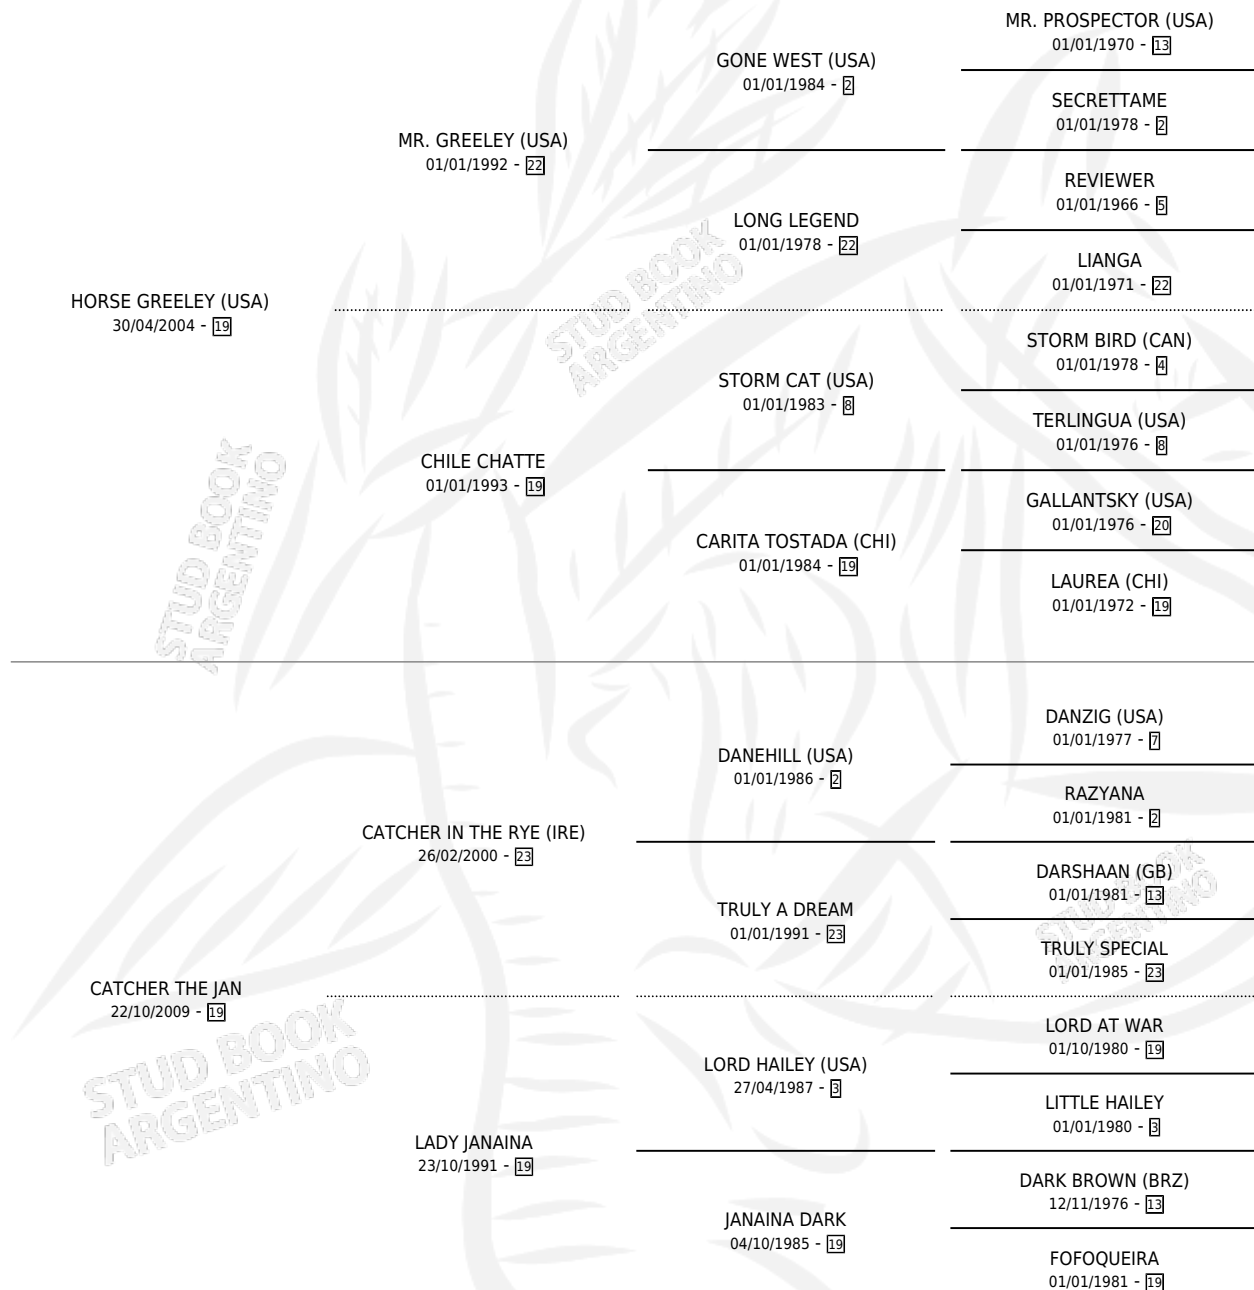 MR. PROSPECTOR (USA)
01/01/1970 - 13
GONE WEST (USA)
01/01/1984 - 2
SECRETTAME
01/01/1978 - 2
MR. GREELEY (USA)
01/01/1992 - 22
REVIEWER
01/01/1966 - 5
LONG LEGEND
01/01/1978 - 22
LIANGA
01/01/1971 - 22
HORSE GREELEY (USA)
30/04/2004 - 19
STUD BOOK
ARGENTINO
STORM BIRD (CAN)
01/01/1978 - 4
STORM CAT (USA)
01/01/1983 - 8
TERLINGUA (USA)
01/01/1976 - 8
CHILE CHATTE
01/01/1993 - 19
GALLANTSKY (USA)
01/01/1976 - 20
CARITA TOSTADA (CHI)
01/01/1984 - 19
LAUREA (CHI)
01/01/1972 - 19
STUD BOOK
ARGENTINO
DANZIG (USA)
01/01/1977 - 7
DANEHILL (USA)
01/01/1986 - 2
RAZYANA
01/01/1981 - 2
CATCHER IN THE RYE (IRE)
26/02/2000 - 23
DARSHAAN (GB)
01/01/1981 - 13
STUD BOOK
ARGENTINO
TRULY A DREAM
01/01/1991 - 23
TRULY SPECIAL
01/01/1985 - 23
CATCHER THE JAN
22/10/2009 - 19
STUD BOOK
ARGENTINO
LORD AT WAR
01/10/1980 - 19
LORD HAILEY (USA)
27/04/1987 - 3
LITTLE HAILEY
01/01/1980 - 3
LADY JANAINA
23/10/1991 - 19
DARK BROWN (BRZ)
12/11/1976 - 13
JANAINA DARK
04/10/1985 - 19
FOFOQUEIRA
01/01/1981 - 19